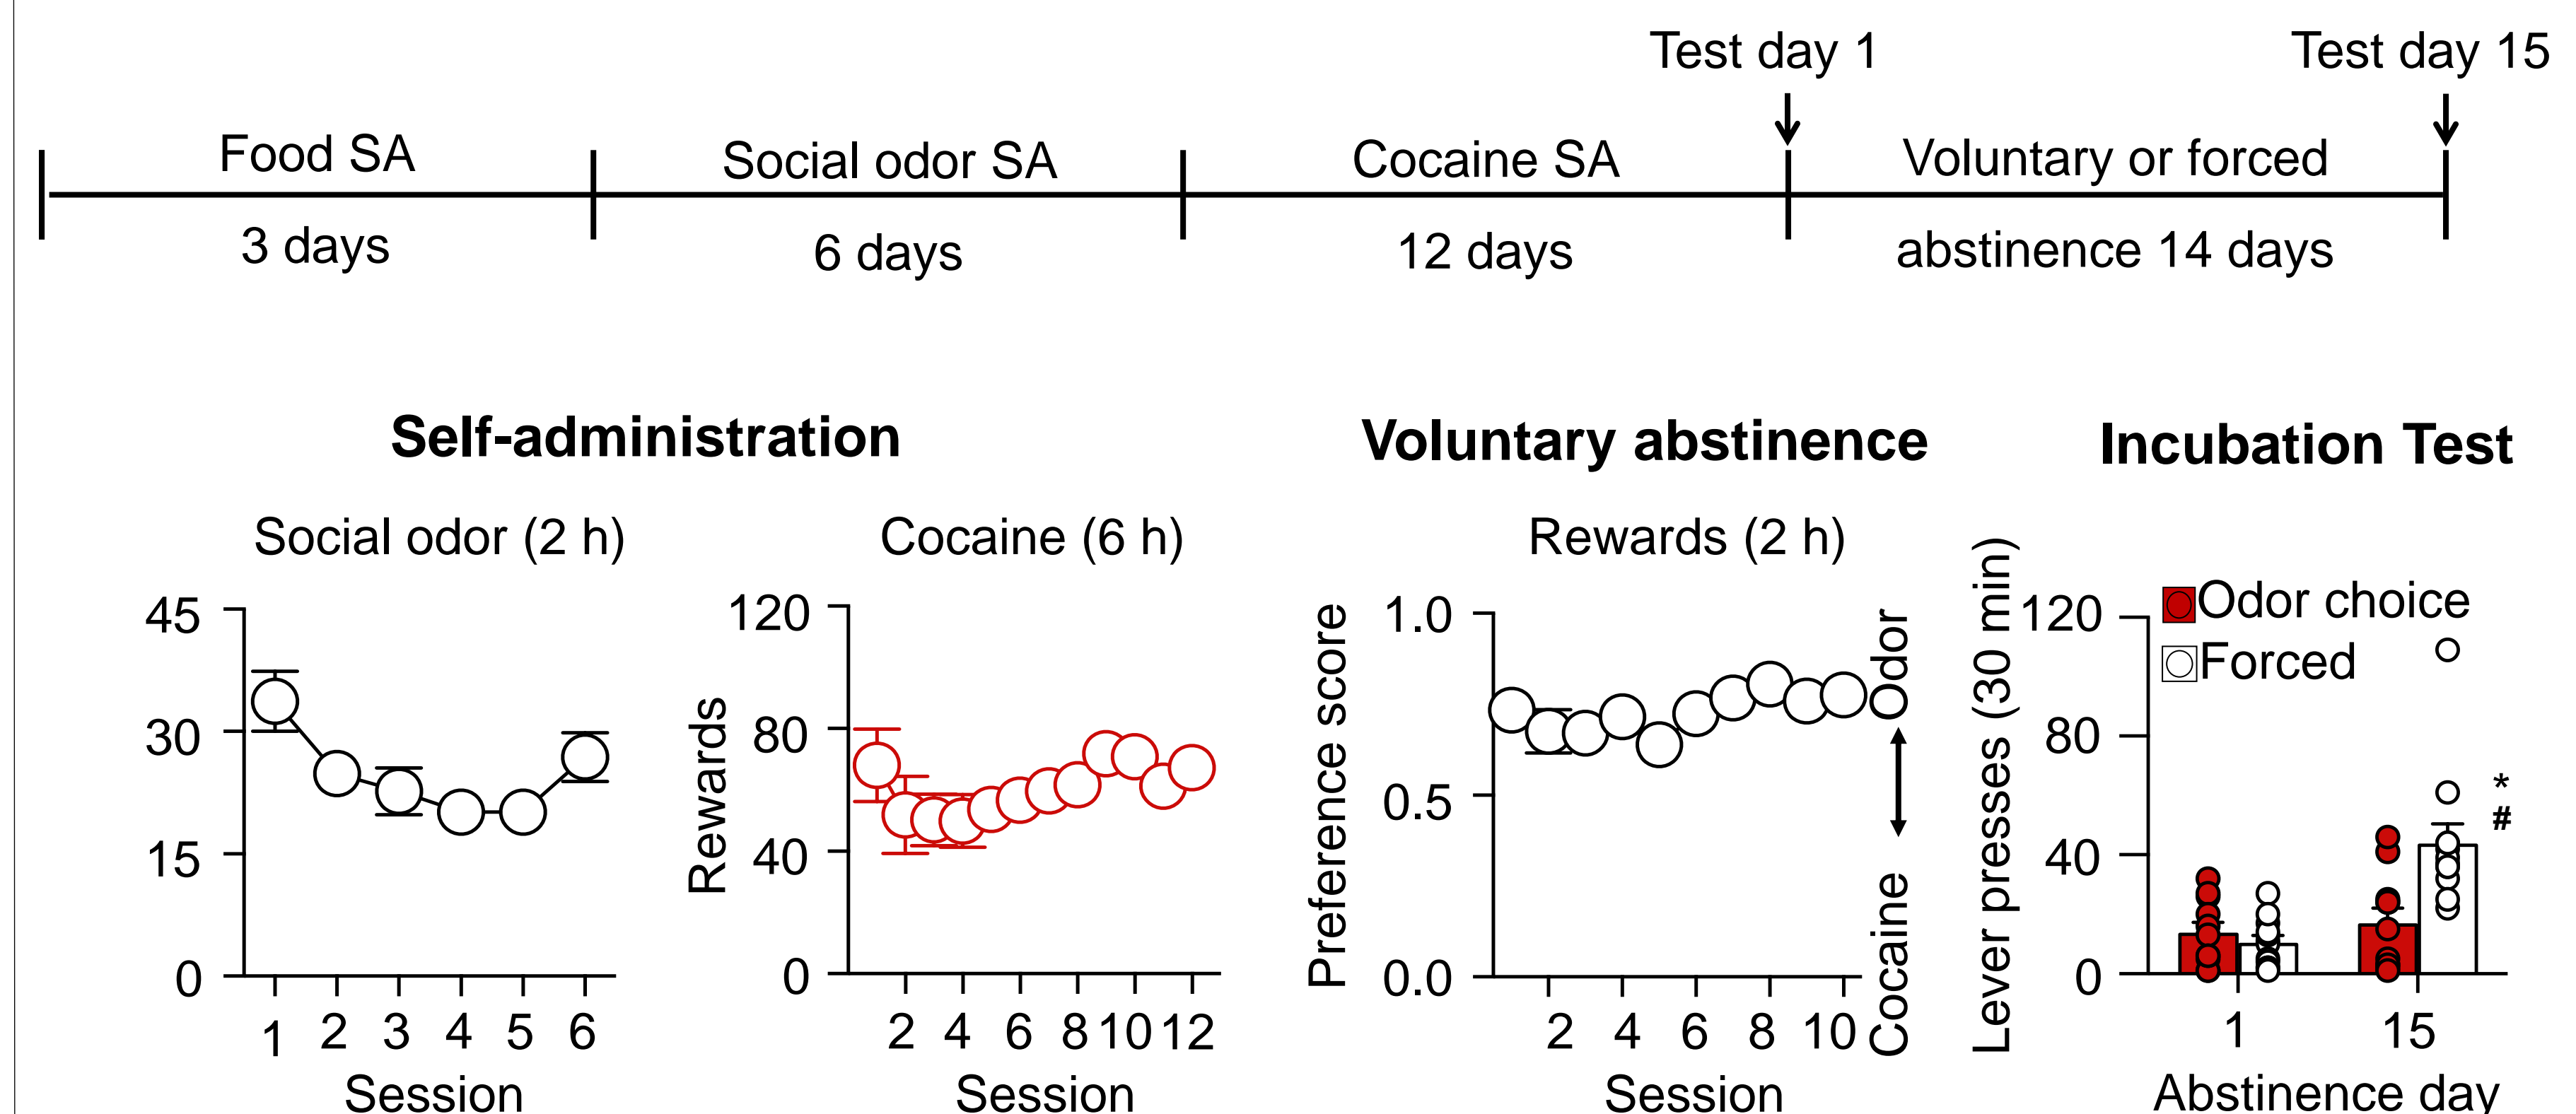 Test day 1
Test day 15
Food SA
Social odor SA
Cocaine SA
Voluntary or forced
3 days
6 days
12 days
abstinence 14 days
Self-administration
Voluntary abstinence
Incubation Test
Social odor (2 h)
45
30
15
0
1 2 3 4 5 6
Session
Cocaine (6 h)
Rewards
120
80
40
0
2 4 6 8 10 12
Session
Rewards (2 h)
Preference score
1.0
0.5
0.0
2 4 6 8 10
Session
Cocaine
Odor
Lever presses (30 min)
120
80
40
0
Odor choice
Forced
*
#
1 15
Abstinence day